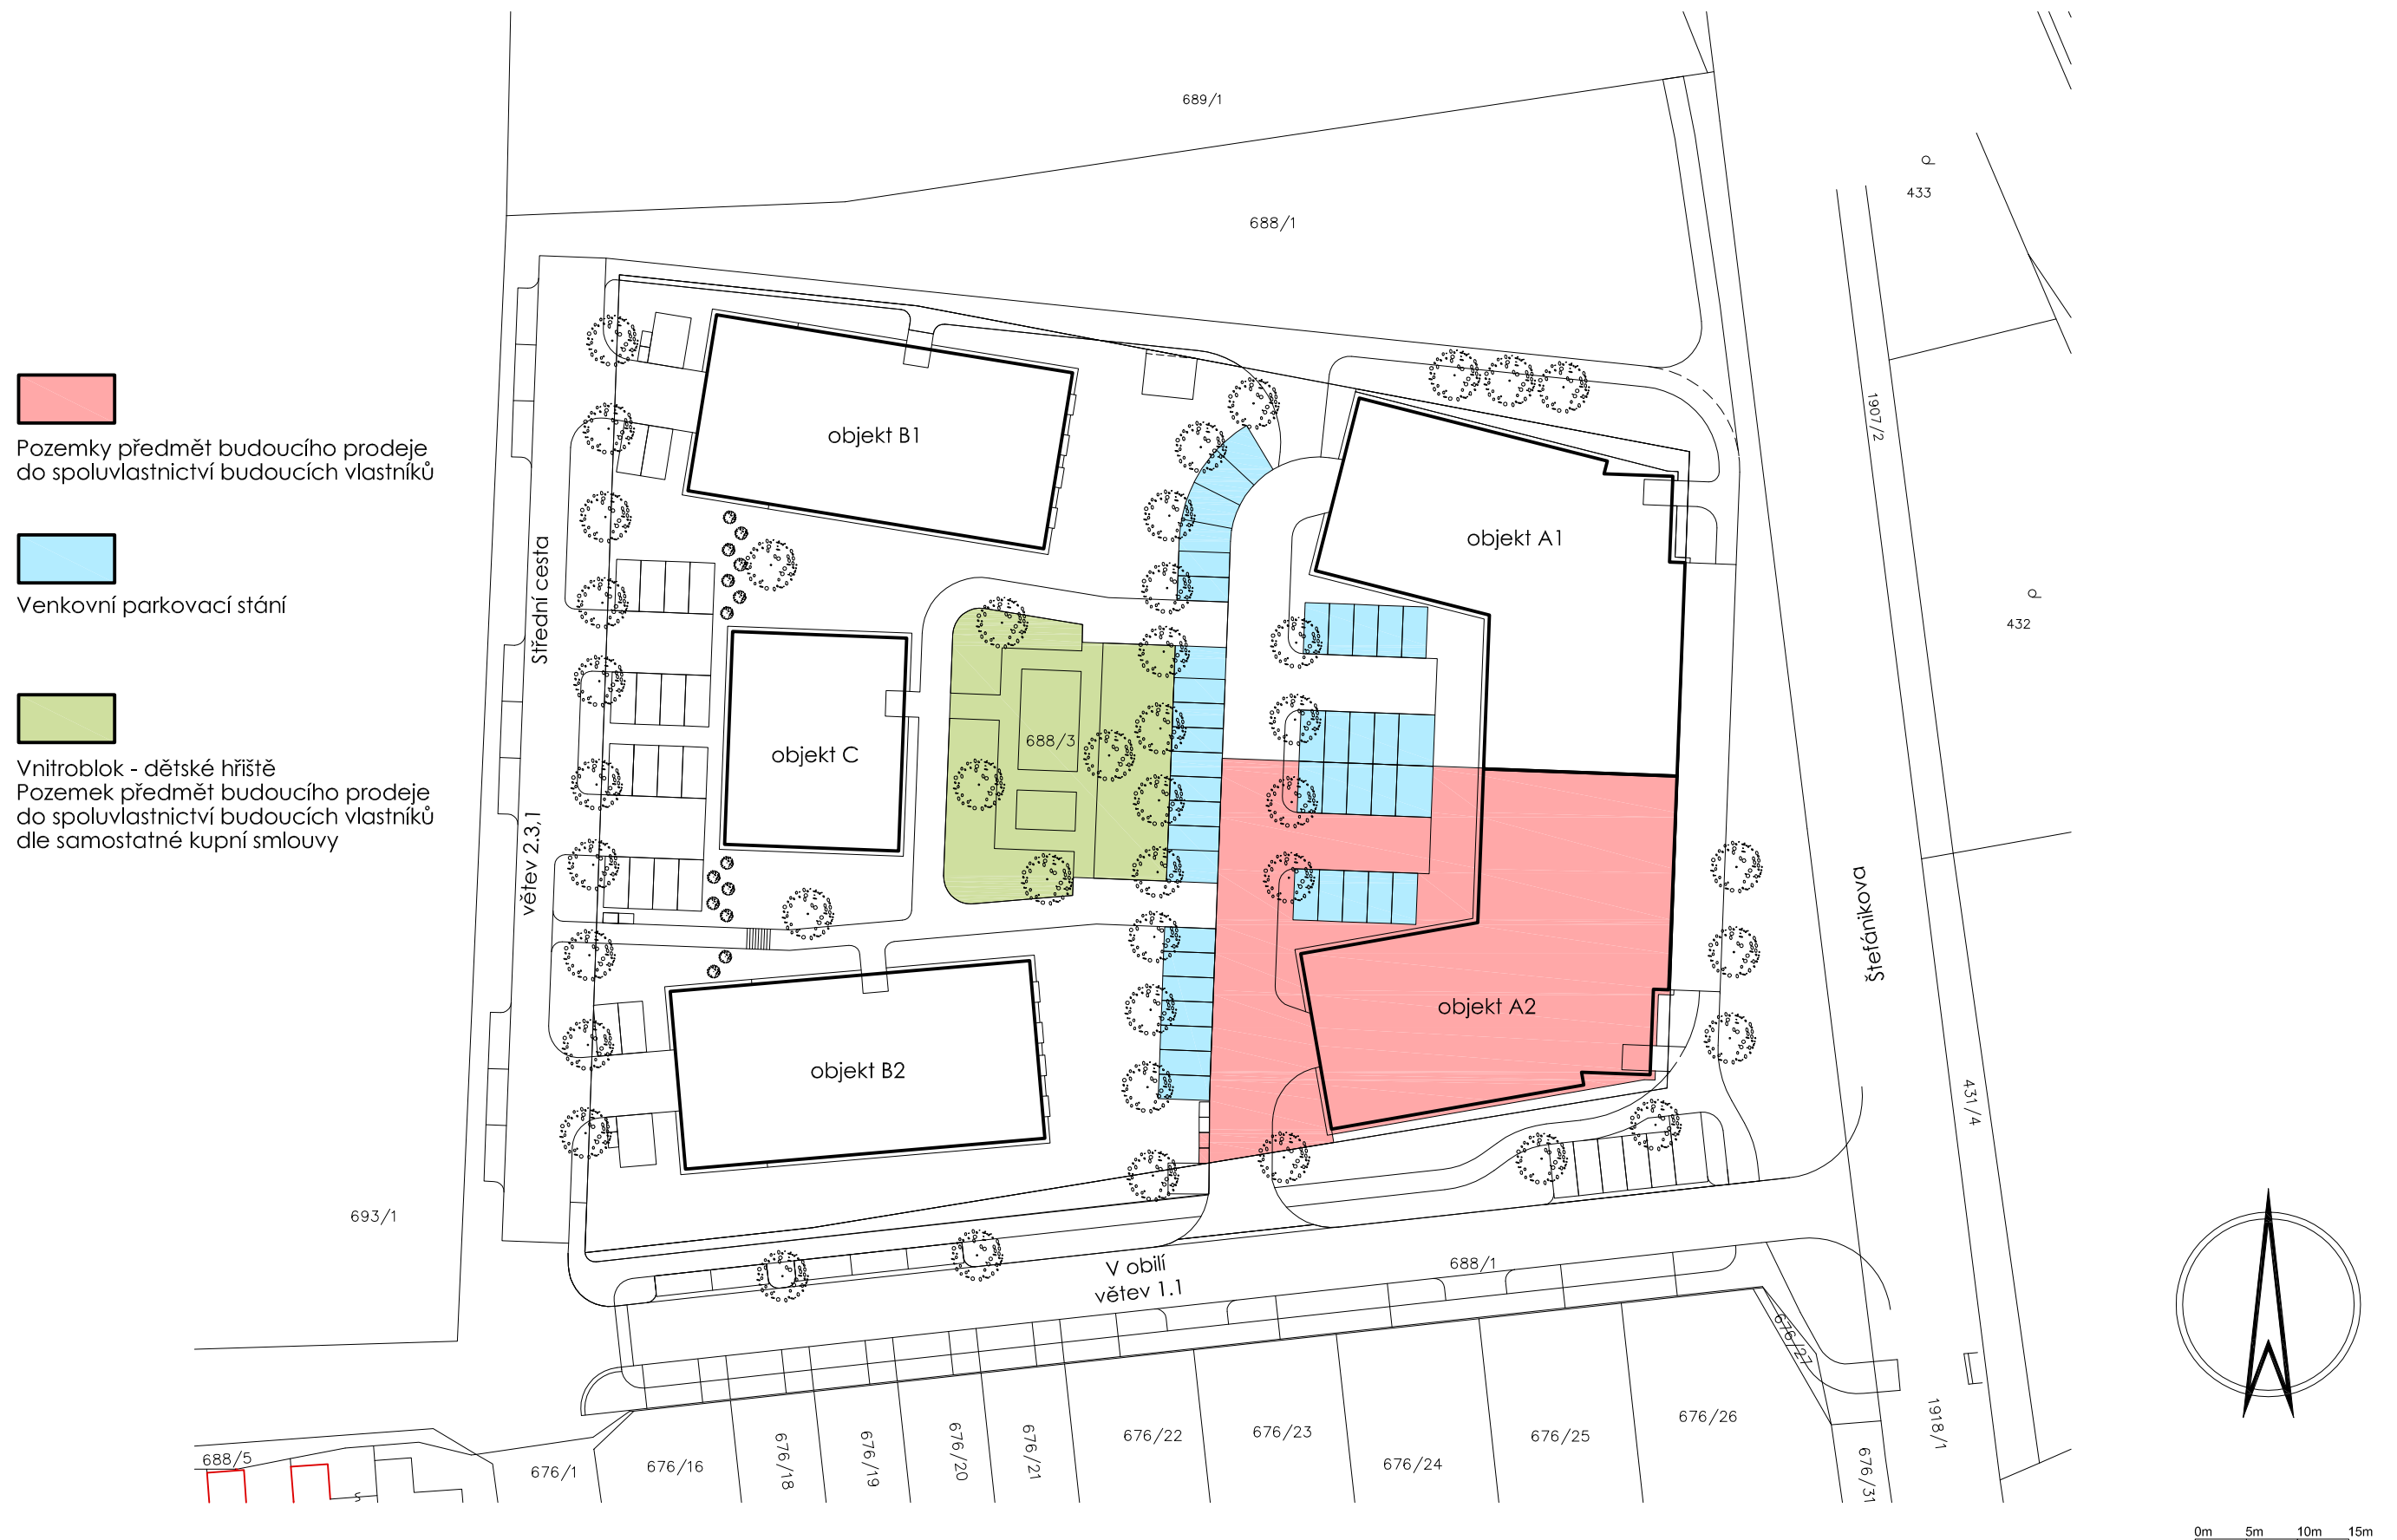 689/1
688/1
433
1907/2
432
Pozemky předmět budoucího prodeje
do spoluvlastnictví budoucích vlastníků
Venkovní parkovací stání
Vnitroblok - dětské hřiště
Pozemek předmět budoucího prodeje
do spoluvlastnictví budoucích vlastníků
dle samostatné kupní smlouvy
objekt B1
objekt A1
Střední cesta
větev 2.3,1
objekt C
688/3
objekt A2
objekt B2
Štefánikova
431/4
693/1
V obilí
větev 1.1
688/1
688/5
676/1
676/16
676/18
676/19
676/20
676/21
676/22
676/23
676/24
676/25
676/26
676/27
676/31
1918/1
0m 5m 10m 15m